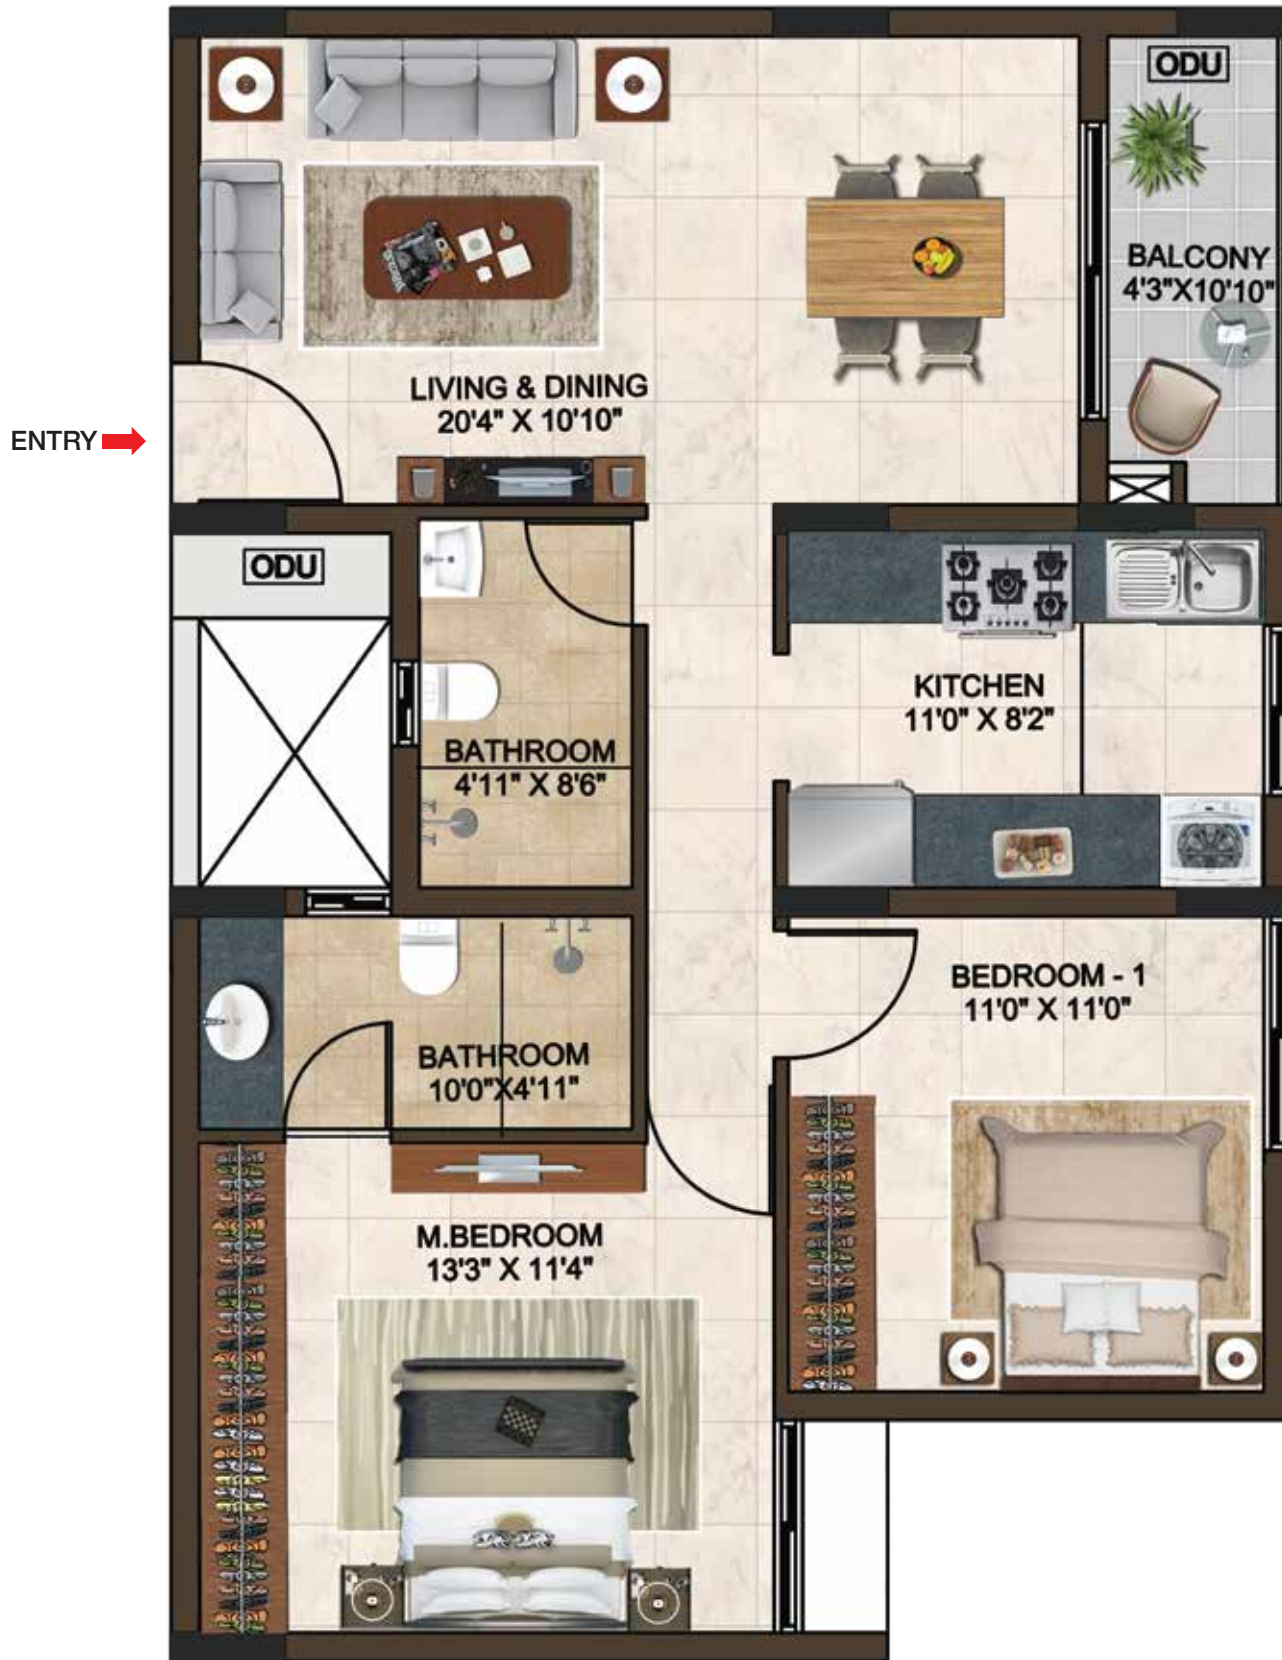 ODU
BALCONY
4'3"X10'10"
LIVING & DINING
20'4" X 10'10"
ENTRY
ODU
KITCHEN
11'0" X 8'2"
BATHROOM
4'11" X 8'6"
BEDROOM - 1
11'0" X 11'0"
BATHROOM
10'0"X4'11"
M.BEDROOM
13'3" X 11'4"